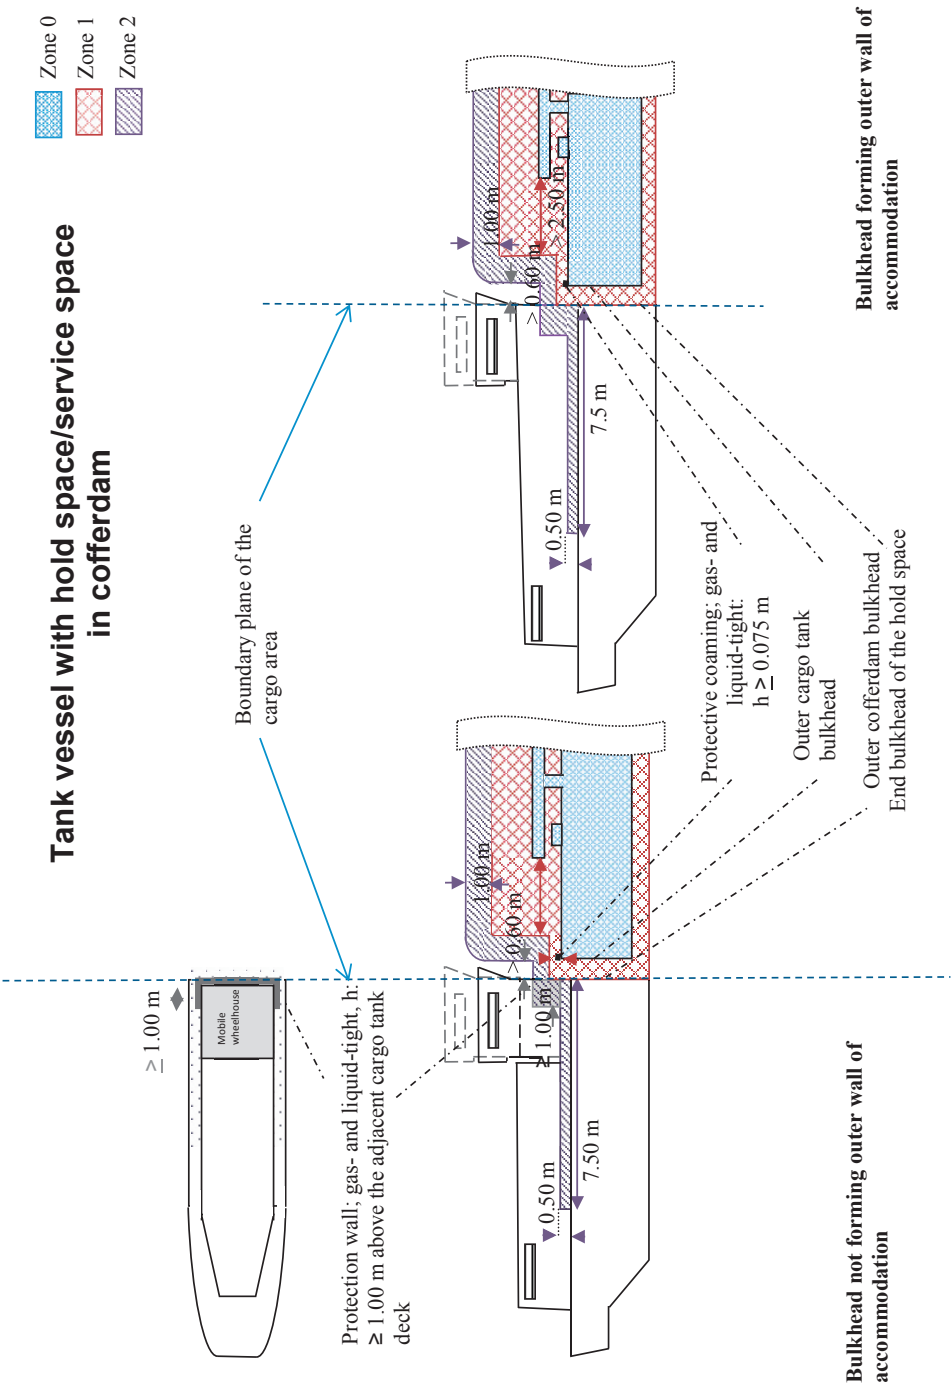 Tank vessel with hold space/service space
in cofferdam
Zone 0
Zone 1
Zone 2
Boundary plane of the
cargo area
≥ 1.00 m
Mobile
wheelhouse
Protection wall; gas- and liquid-tight, h:
≥ 1.00 m above the adjacent cargo tank
deck
1.00 m
> 0.60 m
≥ 1.00 m
0.50 m
7.50 m
1.00 m
> 0.60 m
> 2.50 m
0.50 m
7.5 m
Protective coaming; gas- and
liquid-tight:
h ≥ 0.075 m
Outer cargo tank
bulkhead
Outer cofferdam bulkhead
End bulkhead of the hold space
Bulkhead not forming outer wall of
accommodation
Bulkhead forming outer wall of
accommodation